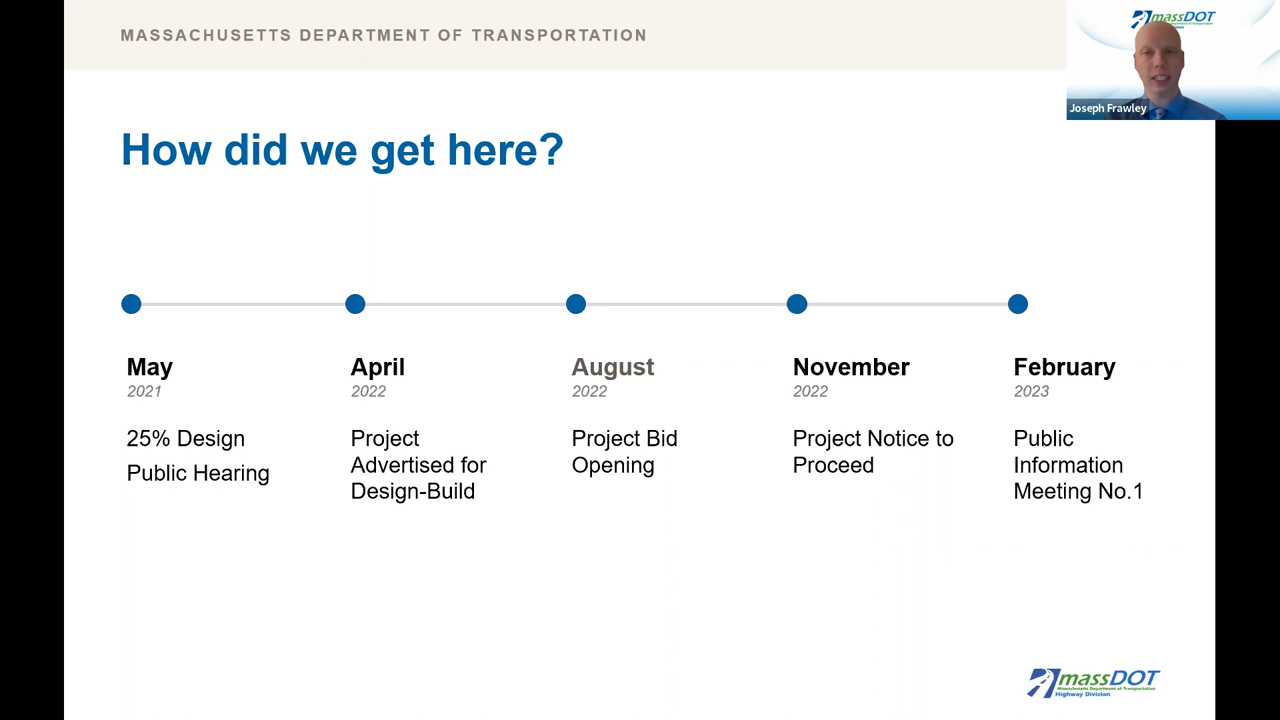 MASSACHUSETTS DEPARTMENT OF TRANSPORTATION
massDOT
Joseph Frawley
How did we get here?
May
2021
25% Design
Public Hearing
April
2022
Project
Advertised for
Design-Build
August
2022
Project Bid
Opening
November
2022
Project Notice to
Proceed
February
2023
Public
Information
Meeting No.1
massDOT
Massachusetts Department of Transportation
Highway Division